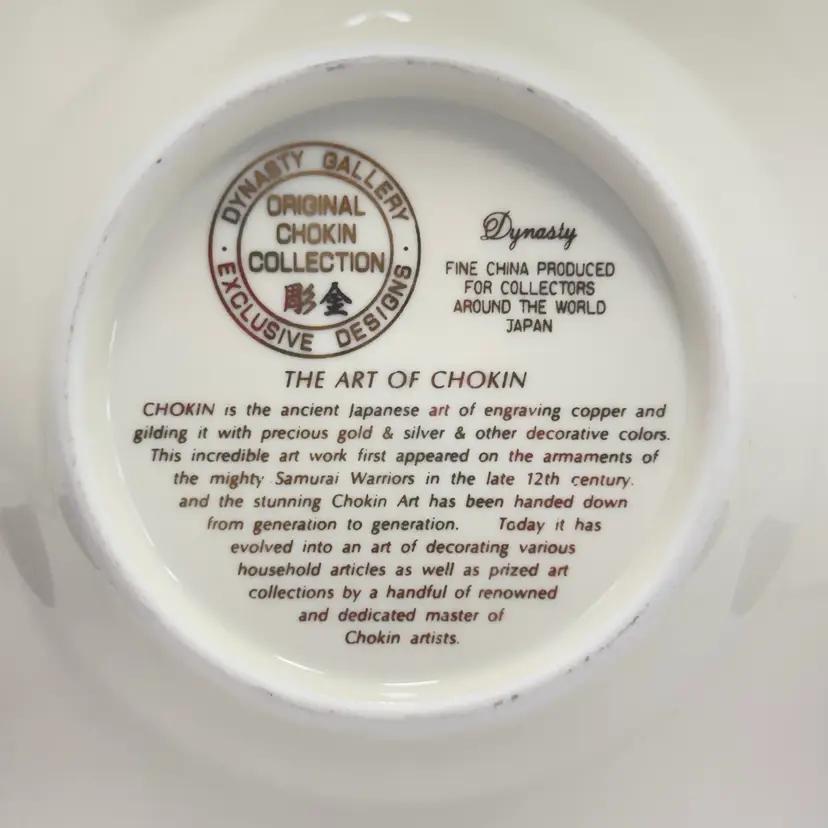 DYNASTY GALLERY
ORIGINAL
CHOKIN
COLLECTION
彫金
EXCLUSIVE DESIGNS
Dynasty
FINE CHINA PRODUCED
FOR COLLECTORS
AROUND THE WORLD
JAPAN
THE ART OF CHOKIN
CHOKIN is the ancient Japanese art of engraving copper and
gilding it with precious gold & silver & other decorative colors.
This incredible art work first appeared on the armaments of
the mighty Samurai Warriors in the late 12th century.
and the stunning Chokin Art has been handed down
from generation to generation. Today it has
evolved into an art of decorating various
household articles as well as prized art
collections by a handful of renowned
and dedicated master of
Chokin artists.